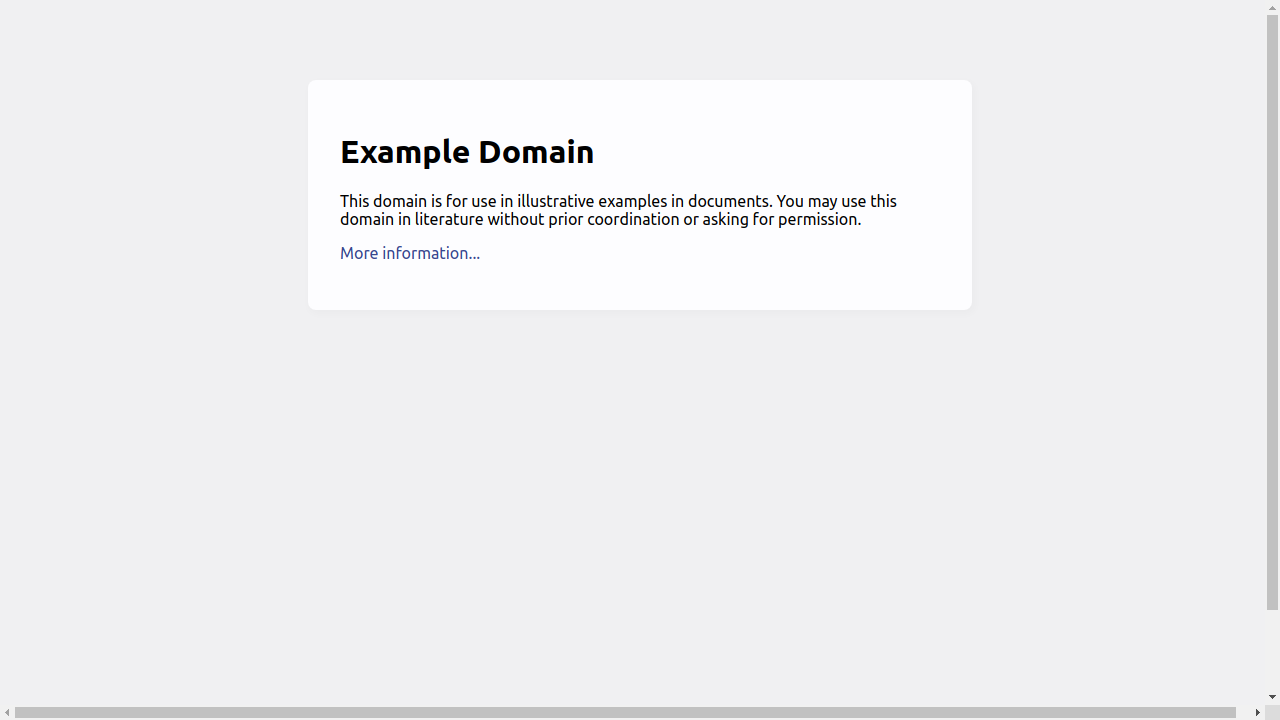 Example Domain
This domain is for use in illustrative examples in documents. You may use this
domain in literature without prior coordination or asking for permission.
More information...